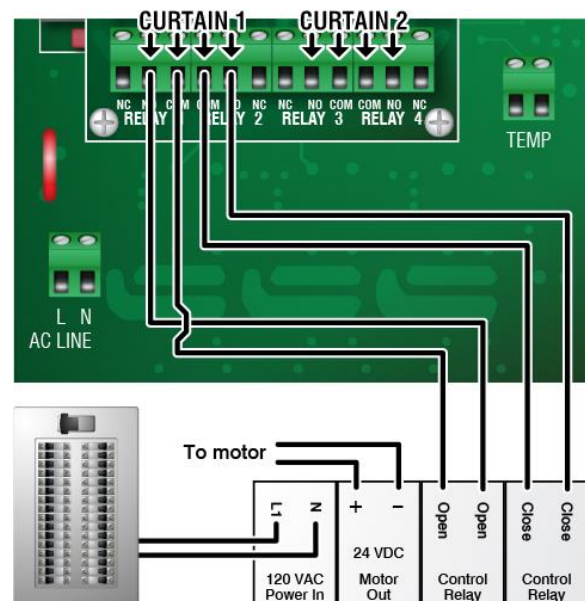 CURTAIN 1 CURTAIN 2
NC NO COM COM NO NC NC NO COM COM NO NC
RELAY RELAY 2 RELAY 3 RELAY 4
TEMP
L N
AC LINE
To motor
L1 N + − Open Open Close Close
24 VDC
120 VAC Motor Control Control
Power In Out Relay Relay